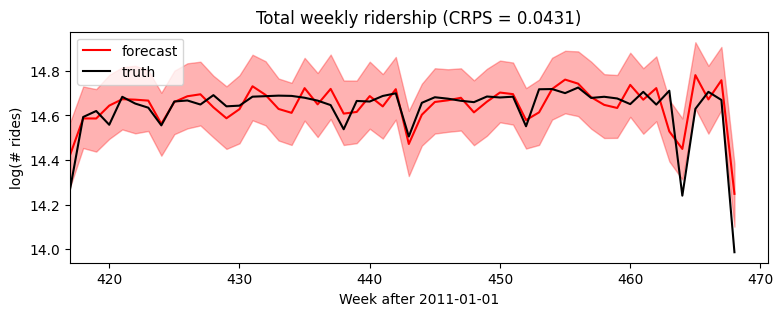 Total weekly ridership (CRPS = 0.0431)
forecast
truth
log(# rides)
14.8
14.6
14.4
14.2
14.0
420 430 440 450 460 470
Week after 2011-01-01